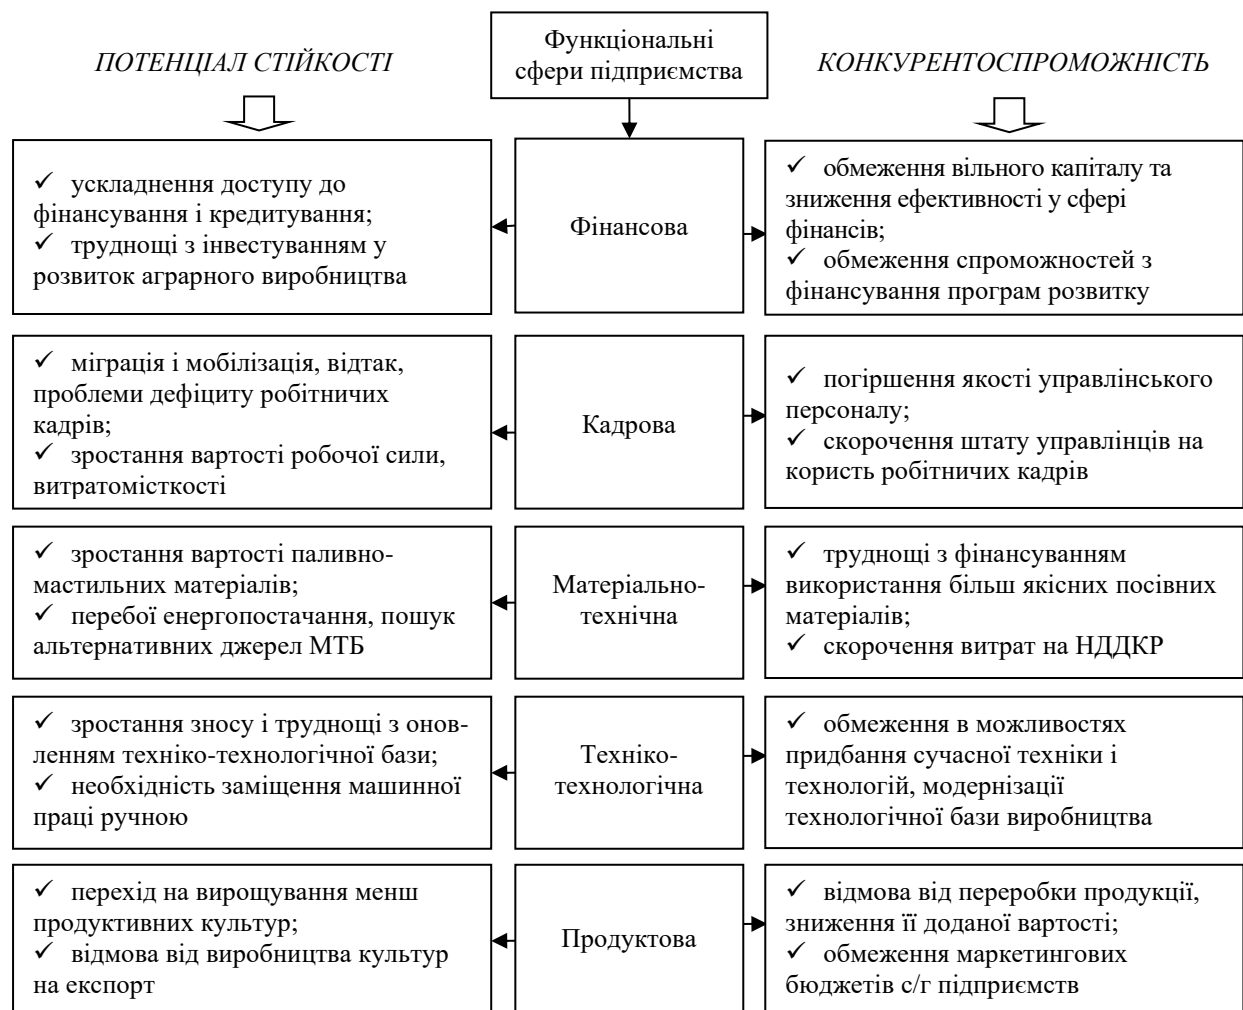 ПОТЕНЦІАЛ СТІЙКОСТІ
Функціональні
сфери підприємства
КОНКУРЕНТОСПРОМОЖНІСТЬ
✓ ускладнення доступу до
фінансування і кредитування;
✓ труднощі з інвестуванням у
розвиток аграрного виробництва
Фінансова
✓ обмеження вільного капіталу та
зниження ефективності у сфері
фінансів;
✓ обмеження спроможностей з
фінансування програм розвитку
✓ міграція і мобілізація, відтак,
проблеми дефіциту робітничих
кадрів;
✓ зростання вартості робочої сили,
витратомісткості
Кадрова
✓ погіршення якості управлінського
персоналу;
✓ скорочення штату управлінців на
користь робітничих кадрів
✓ зростання вартості паливно-
мастильних матеріалів;
✓ перебої енергопостачання, пошук
альтернативних джерел МТБ
Матеріально-
технічна
✓ труднощі з фінансуванням
використання більш якісних посівних
матеріалів;
✓ скорочення витрат на НДДКР
✓ зростання зносу і труднощі з онов-
ленням техніко-технологічної бази;
✓ необхідність заміщення машинної
праці ручною
Техніко-
технологічна
✓ обмеження в можливостях
придбання сучасної техніки і
технологій, модернізації
технологічної бази виробництва
✓ перехід на вирощування менш
продуктивних культур;
✓ відмова від виробництва культур
на експорт
Продуктова
✓ відмова від переробки продукції,
зниження її доданої вартості;
✓ обмеження маркетингових
бюджетів с/г підприємств